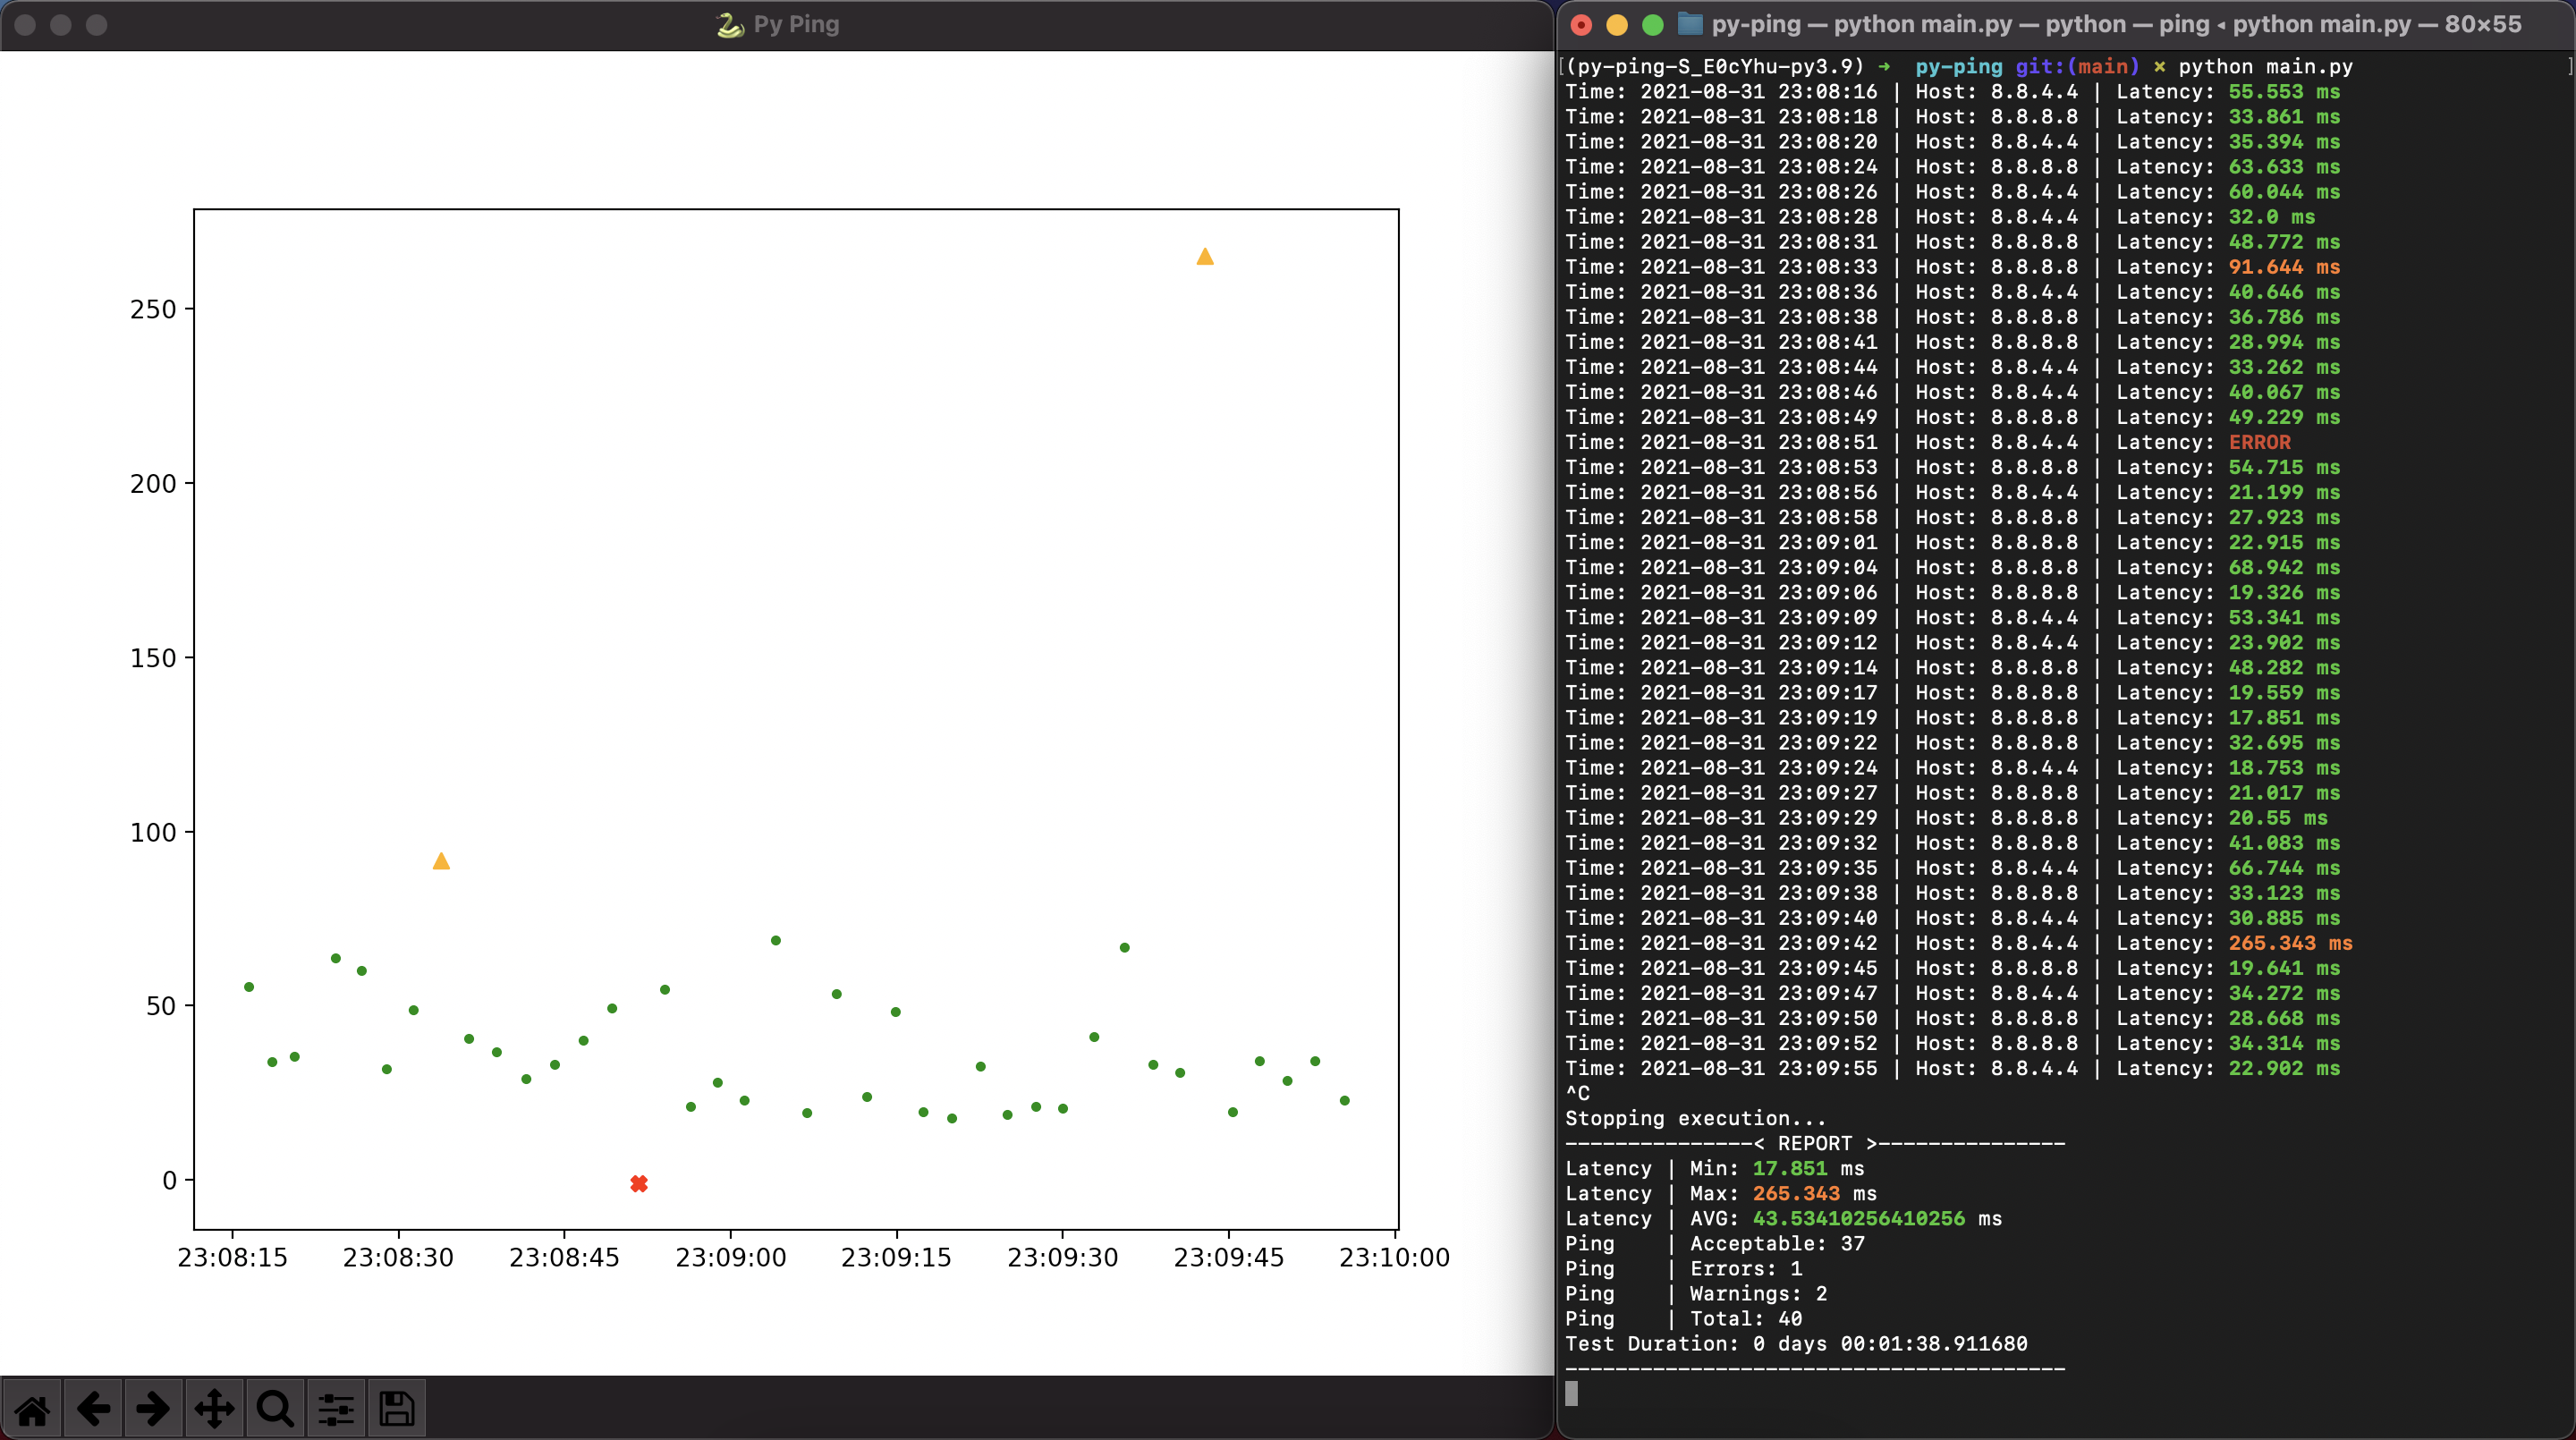 Py Ping
250
200
150
100
50
0
23:08:15 23:08:30 23:08:45 23:09:00 23:09:15 23:09:30 23:09:45 23:10:00
py-ping — python main.py — python — ping ◂ python main.py — 80×55
[(py-ping-S_E0cYhu-py3.9) ➜  py-ping git:(main) ✗ python main.py ]
Time: 2021-08-31 23:08:16 | Host: 8.8.4.4 | Latency: 55.553 ms
Time: 2021-08-31 23:08:18 | Host: 8.8.8.8 | Latency: 33.861 ms
Time: 2021-08-31 23:08:20 | Host: 8.8.4.4 | Latency: 35.394 ms
Time: 2021-08-31 23:08:24 | Host: 8.8.8.8 | Latency: 63.633 ms
Time: 2021-08-31 23:08:26 | Host: 8.8.4.4 | Latency: 60.044 ms
Time: 2021-08-31 23:08:28 | Host: 8.8.4.4 | Latency: 32.0 ms
Time: 2021-08-31 23:08:31 | Host: 8.8.8.8 | Latency: 48.772 ms
Time: 2021-08-31 23:08:33 | Host: 8.8.8.8 | Latency: 91.644 ms
Time: 2021-08-31 23:08:36 | Host: 8.8.4.4 | Latency: 40.646 ms
Time: 2021-08-31 23:08:38 | Host: 8.8.8.8 | Latency: 36.786 ms
Time: 2021-08-31 23:08:41 | Host: 8.8.8.8 | Latency: 28.994 ms
Time: 2021-08-31 23:08:44 | Host: 8.8.4.4 | Latency: 33.262 ms
Time: 2021-08-31 23:08:46 | Host: 8.8.4.4 | Latency: 40.067 ms
Time: 2021-08-31 23:08:49 | Host: 8.8.8.8 | Latency: 49.229 ms
Time: 2021-08-31 23:08:51 | Host: 8.8.4.4 | Latency: ERROR
Time: 2021-08-31 23:08:53 | Host: 8.8.8.8 | Latency: 54.715 ms
Time: 2021-08-31 23:08:56 | Host: 8.8.4.4 | Latency: 21.199 ms
Time: 2021-08-31 23:08:58 | Host: 8.8.8.8 | Latency: 27.923 ms
Time: 2021-08-31 23:09:01 | Host: 8.8.8.8 | Latency: 22.915 ms
Time: 2021-08-31 23:09:04 | Host: 8.8.8.8 | Latency: 68.942 ms
Time: 2021-08-31 23:09:06 | Host: 8.8.8.8 | Latency: 19.326 ms
Time: 2021-08-31 23:09:09 | Host: 8.8.4.4 | Latency: 53.341 ms
Time: 2021-08-31 23:09:12 | Host: 8.8.4.4 | Latency: 23.902 ms
Time: 2021-08-31 23:09:14 | Host: 8.8.8.8 | Latency: 48.282 ms
Time: 2021-08-31 23:09:17 | Host: 8.8.8.8 | Latency: 19.559 ms
Time: 2021-08-31 23:09:19 | Host: 8.8.8.8 | Latency: 17.851 ms
Time: 2021-08-31 23:09:22 | Host: 8.8.8.8 | Latency: 32.695 ms
Time: 2021-08-31 23:09:24 | Host: 8.8.4.4 | Latency: 18.753 ms
Time: 2021-08-31 23:09:27 | Host: 8.8.8.8 | Latency: 21.017 ms
Time: 2021-08-31 23:09:29 | Host: 8.8.8.8 | Latency: 20.55 ms
Time: 2021-08-31 23:09:32 | Host: 8.8.8.8 | Latency: 41.083 ms
Time: 2021-08-31 23:09:35 | Host: 8.8.4.4 | Latency: 66.744 ms
Time: 2021-08-31 23:09:38 | Host: 8.8.8.8 | Latency: 33.123 ms
Time: 2021-08-31 23:09:40 | Host: 8.8.4.4 | Latency: 30.885 ms
Time: 2021-08-31 23:09:42 | Host: 8.8.4.4 | Latency: 265.343 ms
Time: 2021-08-31 23:09:45 | Host: 8.8.8.8 | Latency: 19.641 ms
Time: 2021-08-31 23:09:47 | Host: 8.8.4.4 | Latency: 34.272 ms
Time: 2021-08-31 23:09:50 | Host: 8.8.8.8 | Latency: 28.668 ms
Time: 2021-08-31 23:09:52 | Host: 8.8.8.8 | Latency: 34.314 ms
Time: 2021-08-31 23:09:55 | Host: 8.8.4.4 | Latency: 22.902 ms
^C
Stopping execution...
---------------< REPORT >---------------
Latency | Min: 17.851 ms
Latency | Max: 265.343 ms
Latency | AVG: 43.53410256410256 ms
Ping    | Acceptable: 37
Ping    | Errors: 1
Ping    | Warnings: 2
Ping    | Total: 40
Test Duration: 0 days 00:01:38.911680
----------------------------------------